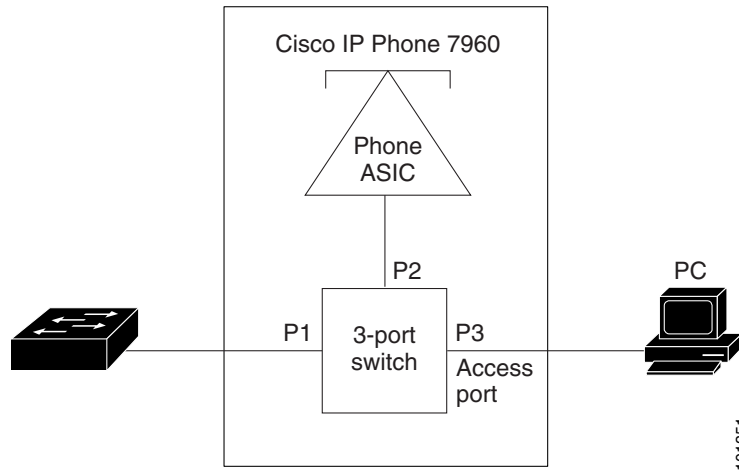 Cisco IP Phone 7960
Phone
ASIC
P2
PC
P1
3-port
switch
P3
Access
port